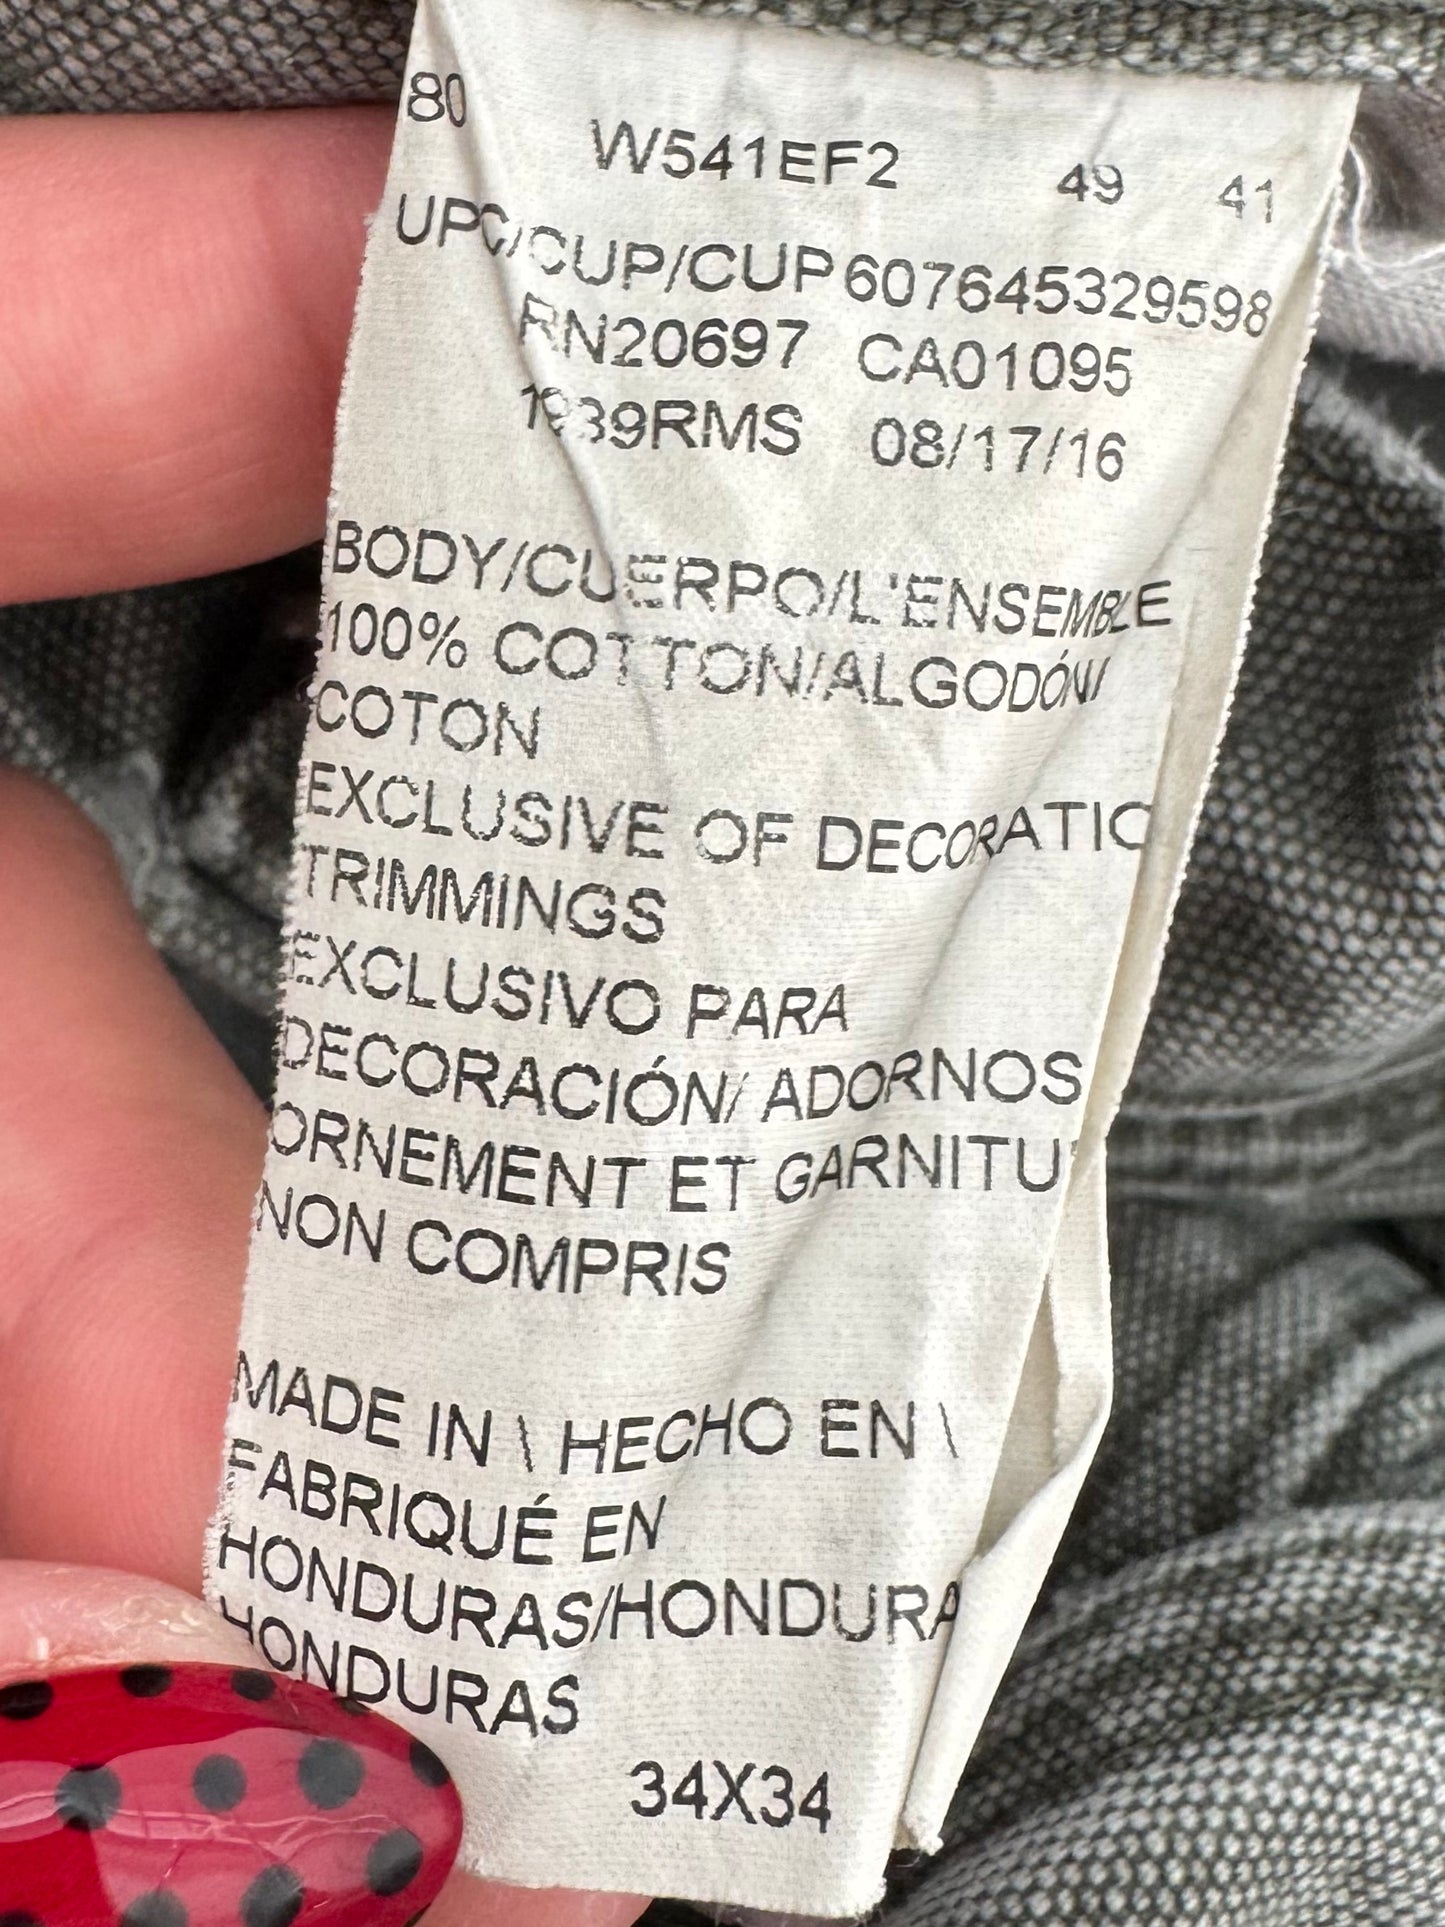 80 W541EF2 49 41
UPC/CUP/CUP607645329598
RN20697 CA01095
1939RMS 08/17/16
BODY/CUERPO/L'ENSEMBLE
100% COTTON/ALGODÓN/
COTON
EXCLUSIVE OF DECORATIO
TRIMMINGS
EXCLUSIVO PARA
DECORACIÓN/ ADORNOS
ORNEMENT ET GARNITU
NON COMPRIS
MADE IN \ HECHO EN \
FABRIQUÉ EN
HONDURAS/HONDURA
HONDURAS
34X34